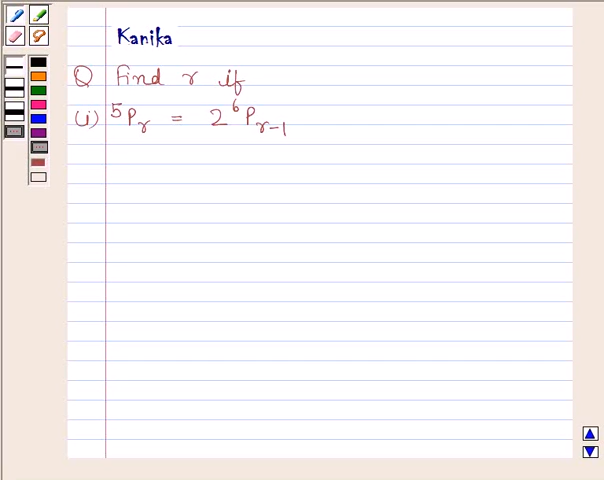 Kanika
Q Find r if
(i) ⁵Pᵣ = 2 ⁶Pᵣ₋₁